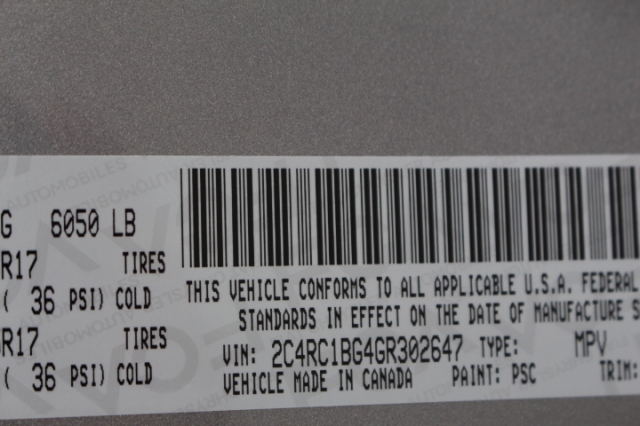 G 6050 LB
R17 TIRES
( 36 PSI) COLD
R17 TIRES
( 36 PSI) COLD
THIS VEHICLE CONFORMS TO ALL APPLICABLE U.S.A. FEDERAL
STANDARDS IN EFFECT ON THE DATE OF MANUFACTURE S
VIN: 2C4RC1BG4GR302647 TYPE: MPV
VEHICLE MADE IN CANADA PAINT: PSC TRIM: